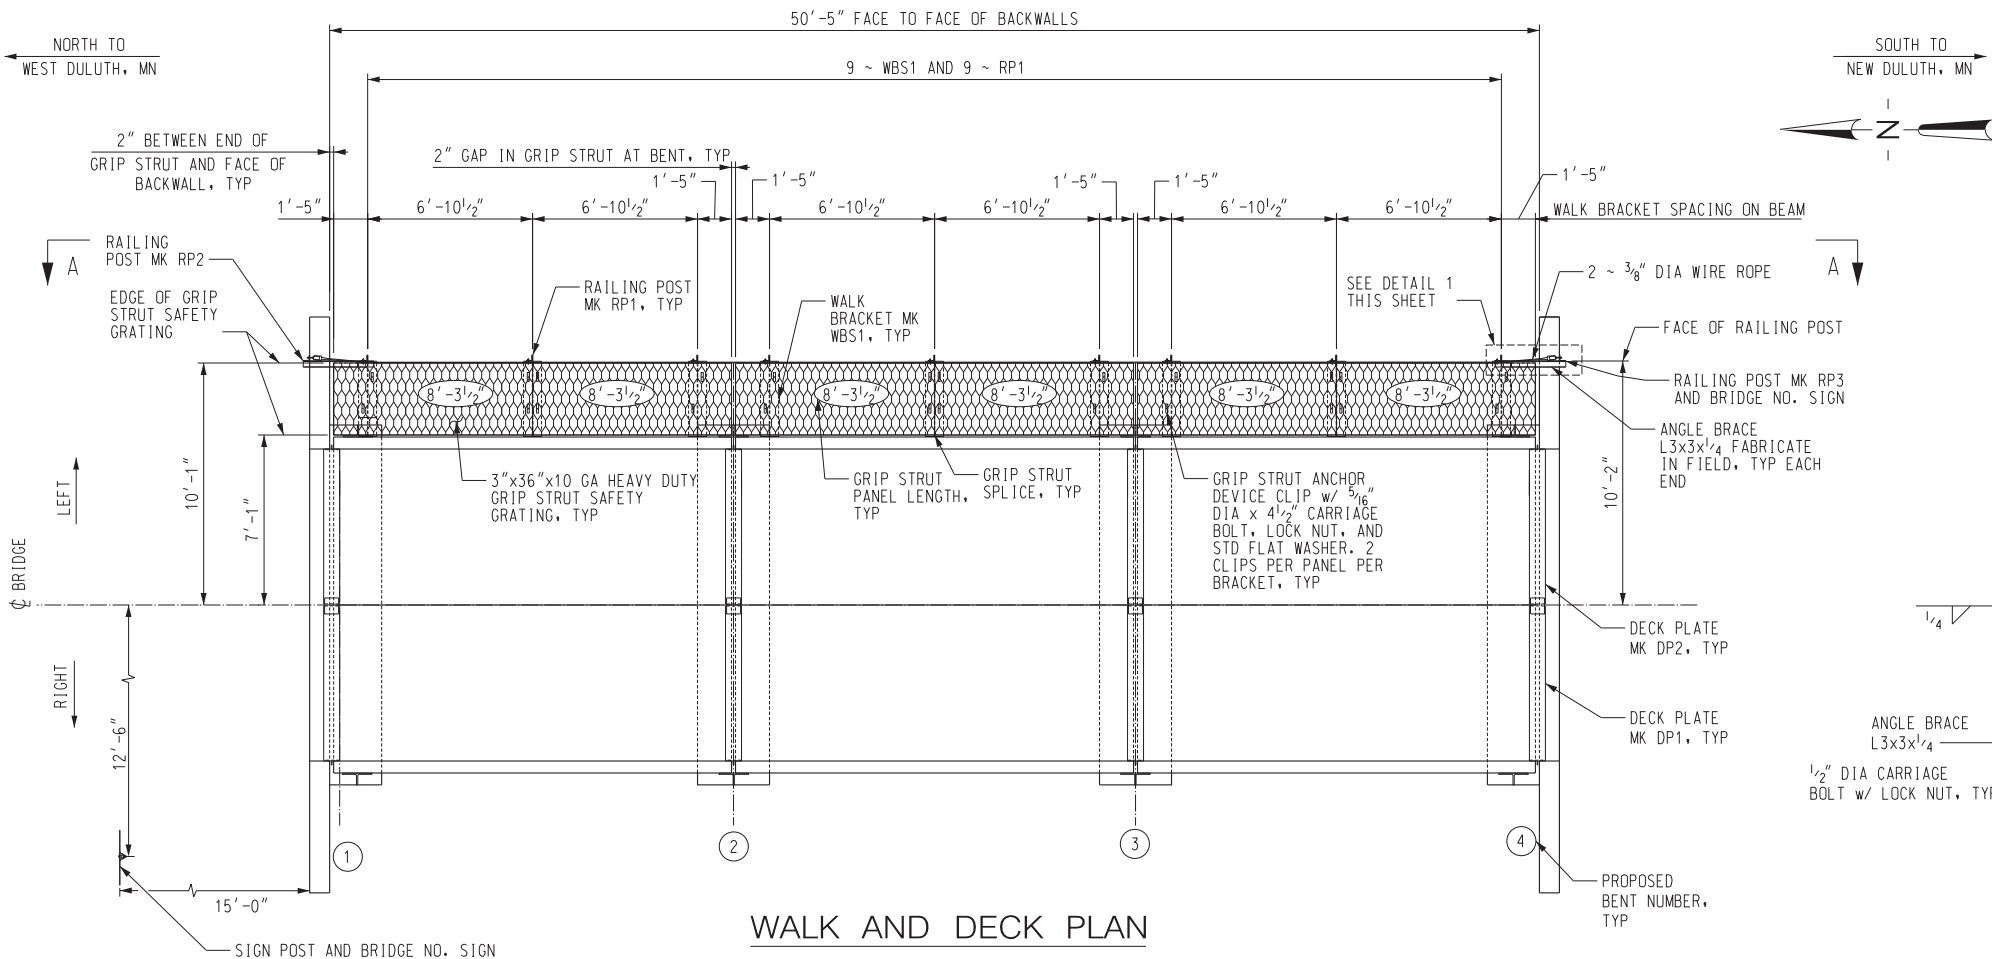 50'-5" FACE TO FACE OF BACKWALLS
NORTH TO
WEST DULUTH, MN
SOUTH TO
NEW DULUTH, MN
9 ~ WBS1 AND 9 ~ RP1
N
2" BETWEEN END OF
GRIP STRUT AND FACE OF
BACKWALL, TYP
2" GAP IN GRIP STRUT AT BENT, TYP
1'-5"
1'-5"
1'-5"
1'-5"
1'-5"
1'-5"
6'-10½"
6'-10½"
6'-10½"
6'-10½"
6'-10½"
6'-10½"
WALK BRACKET SPACING ON BEAM
A
A
RAILING
POST MK RP2
EDGE OF GRIP
STRUT SAFETY
GRATING
RAILING POST
MK RP1, TYP
WALK
BRACKET MK
WBS1, TYP
SEE DETAIL 1
THIS SHEET
2 ~ ⅜" DIA WIRE ROPE
FACE OF RAILING POST
8'-3½"
8'-3½"
8'-3½"
8'-3½"
8'-3½"
8'-3½"
RAILING POST MK RP3
AND BRIDGE NO. SIGN
ANGLE BRACE
L3x3x¼ FABRICATE
IN FIELD, TYP EACH
END
10'-1"
7'-1"
10'-2"
LEFT
3"x36"x10 GA HEAVY DUTY
GRIP STRUT SAFETY
GRATING, TYP
GRIP STRUT
PANEL LENGTH,
TYP
GRIP STRUT
SPLICE, TYP
GRIP STRUT ANCHOR
DEVICE CLIP w/ 5/16"
DIA x 4½" CARRIAGE
BOLT, LOCK NUT, AND
STD FLAT WASHER. 2
CLIPS PER PANEL PER
BRACKET, TYP
℄ BRIDGE
1/4
DECK PLATE
MK DP2, TYP
RIGHT
12'-6"
DECK PLATE
MK DP1, TYP
ANGLE BRACE
L3x3x¼
½" DIA CARRIAGE
BOLT w/ LOCK NUT, TYP
1
2
3
4
15'-0"
PROPOSED
BENT NUMBER,
TYP
SIGN POST AND BRIDGE NO. SIGN
WALK AND DECK PLAN